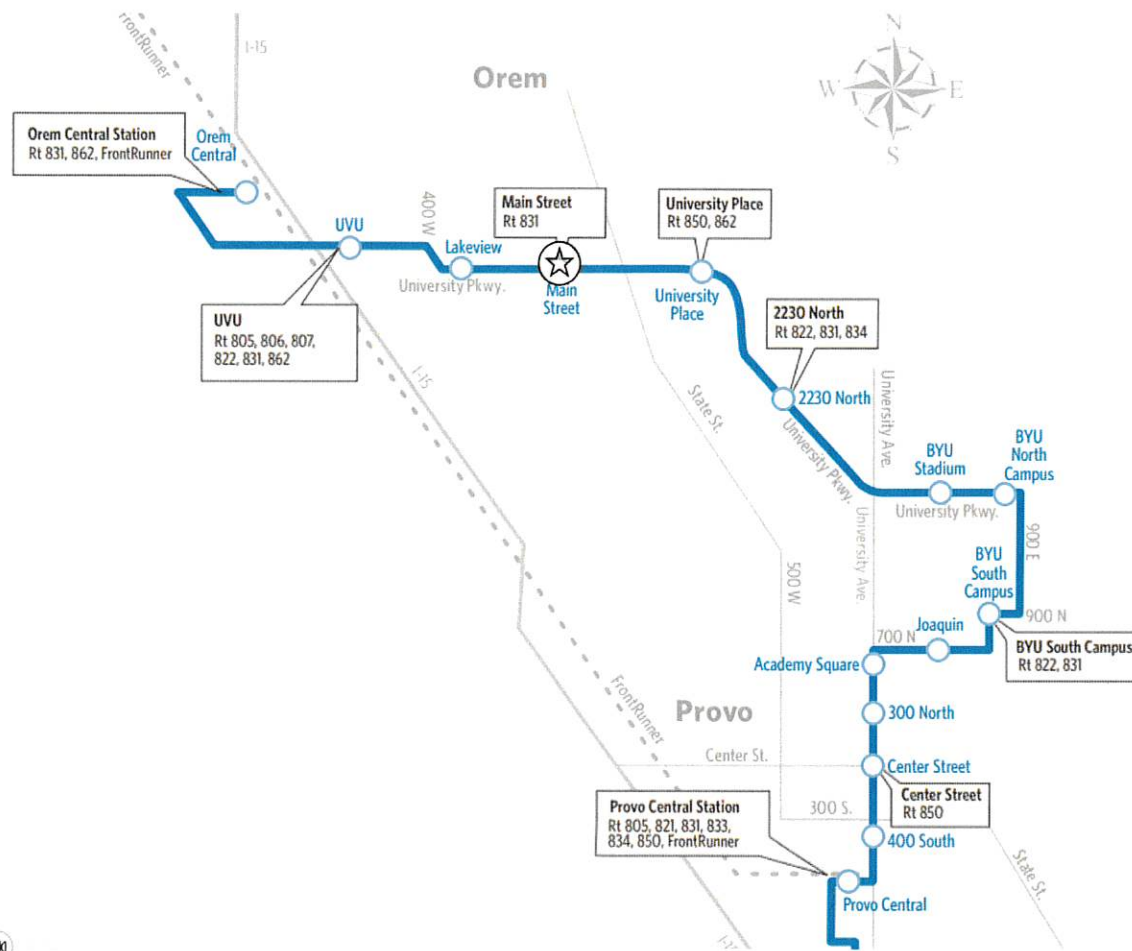 N
W
E
S
FrontRunner
I-15
Orem
Orem Central Station
Rt 831, 862, FrontRunner
Orem
Central
400 W
UVU
Lakeview
University Pkwy.
Main Street
Rt 831
Main
Street
University Place
Rt 850, 862
University
Place
UVU
Rt 805, 806, 807,
822, 831, 862
2230 North
Rt 822, 831, 834
2230 North
I-15
State St.
University Pkwy.
University Ave.
BYU
Stadium
BYU
North
Campus
University Pkwy.
University Ave.
900 E
500 W
BYU
South
Campus
900 N
700 N
Joaquin
BYU South Campus
Rt 822, 831
Academy Square
FrontRunner
Provo
300 North
Center St.
Center Street
Center Street
Rt 850
Provo Central Station
Rt 805, 821, 831, 833,
834, 850, FrontRunner
300 S.
400 South
State St.
Provo Central